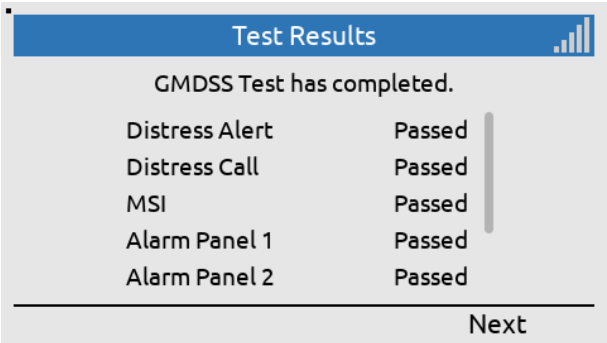 Test Results
GMDSS Test has completed.
Distress Alert Passed
Distress Call Passed
MSI Passed
Alarm Panel 1 Passed
Alarm Panel 2 Passed
Next